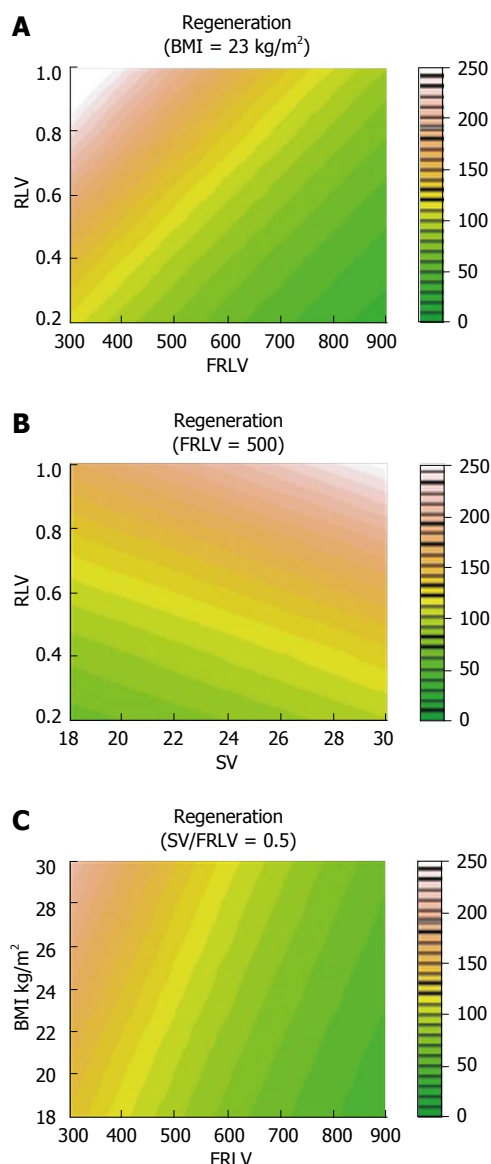 A
Regeneration
(BMI = 23 kg/m²)
1.0
0.8
0.6
0.4
0.2
RLV
300 400 500 600 700 800 900
FRLV
250
200
150
100
50
0
B
Regeneration
(FRLV = 500)
1.0
0.8
0.6
0.4
0.2
RLV
18 20 22 24 26 28 30
SV
250
200
150
100
50
0
C
Regeneration
(SV/FRLV = 0.5)
30
28
26
24
22
20
18
BMI kg/m²
300 400 500 600 700 800 900
FRLV
250
200
150
100
50
0